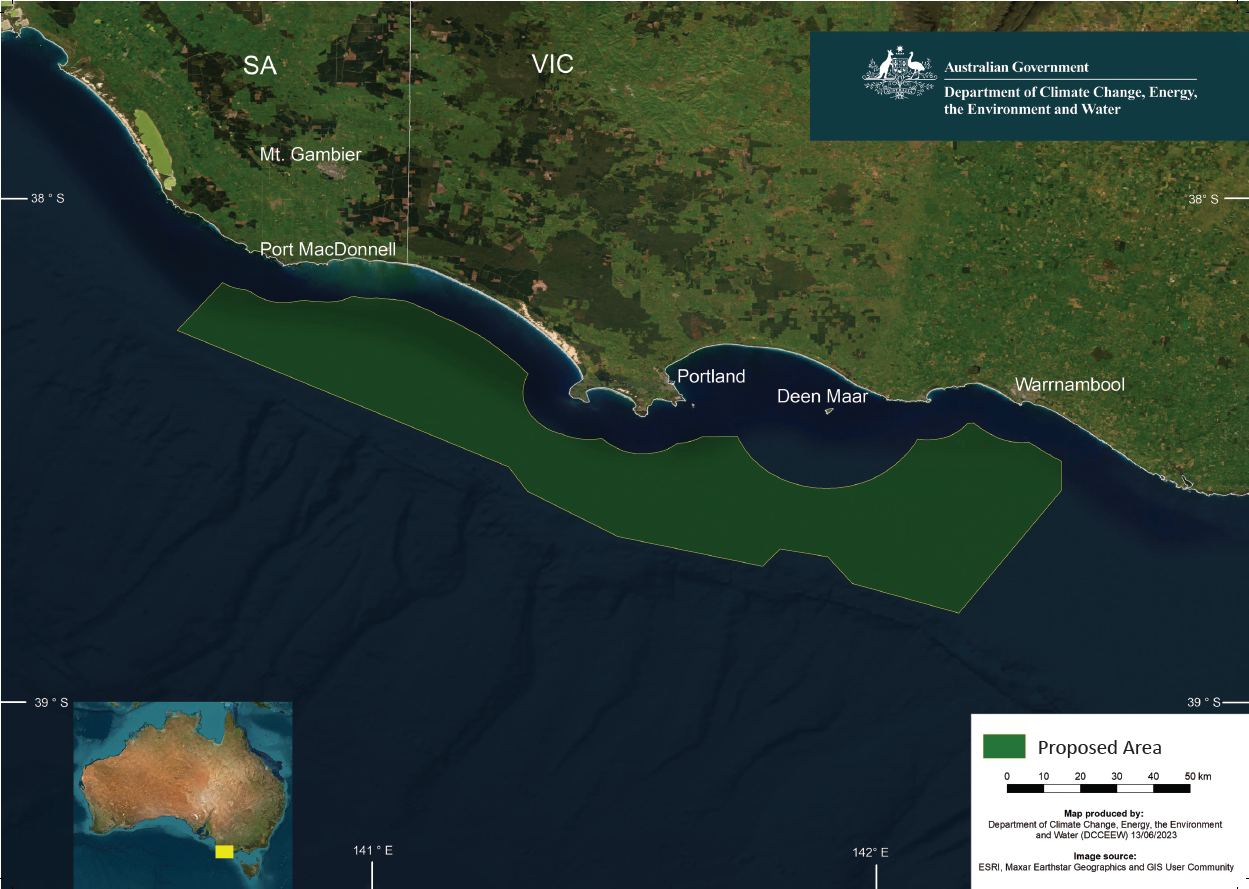 SA
VIC
Australian Government
Department of Climate Change, Energy,
the Environment and Water
Mt. Gambier
38 ° S
38° S
Port MacDonnell
Portland
Deen Maar
Warrnambool
39 ° S
39 ° S
Proposed Area
0 10 20 30 40 50 km
Map produced by:
Department of Climate Change, Energy, the Environment
and Water (DCCEEW) 13/06/2023
Image source:
ESRI, Maxar Earthstar Geographics and GIS User Community
141 ° E
142° E